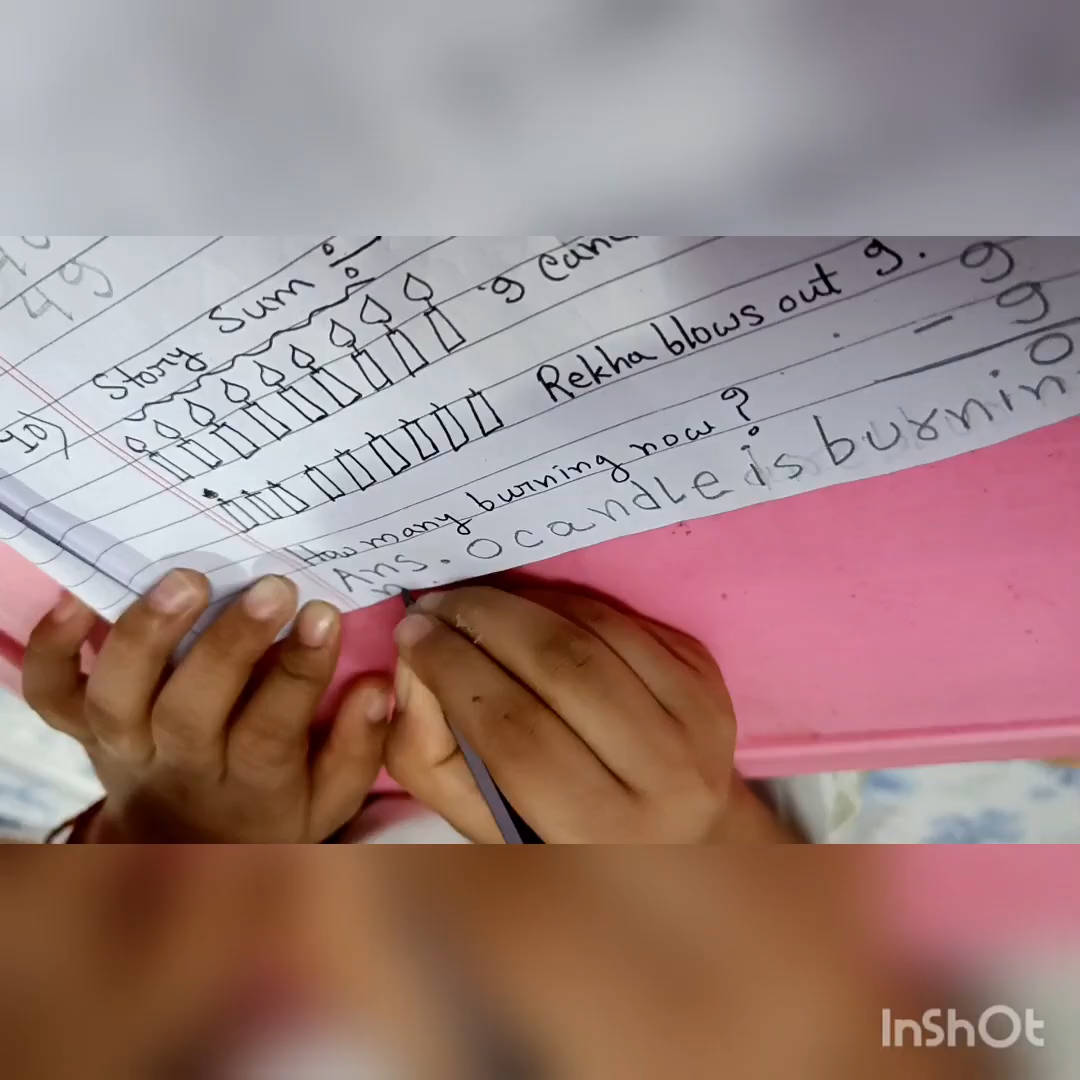 49
10) Story Sum :-
9
Rekha blows out 9.
9
- 9
0
How many burning now ?
Ans. 0 candle is burnin
n.
InShOt